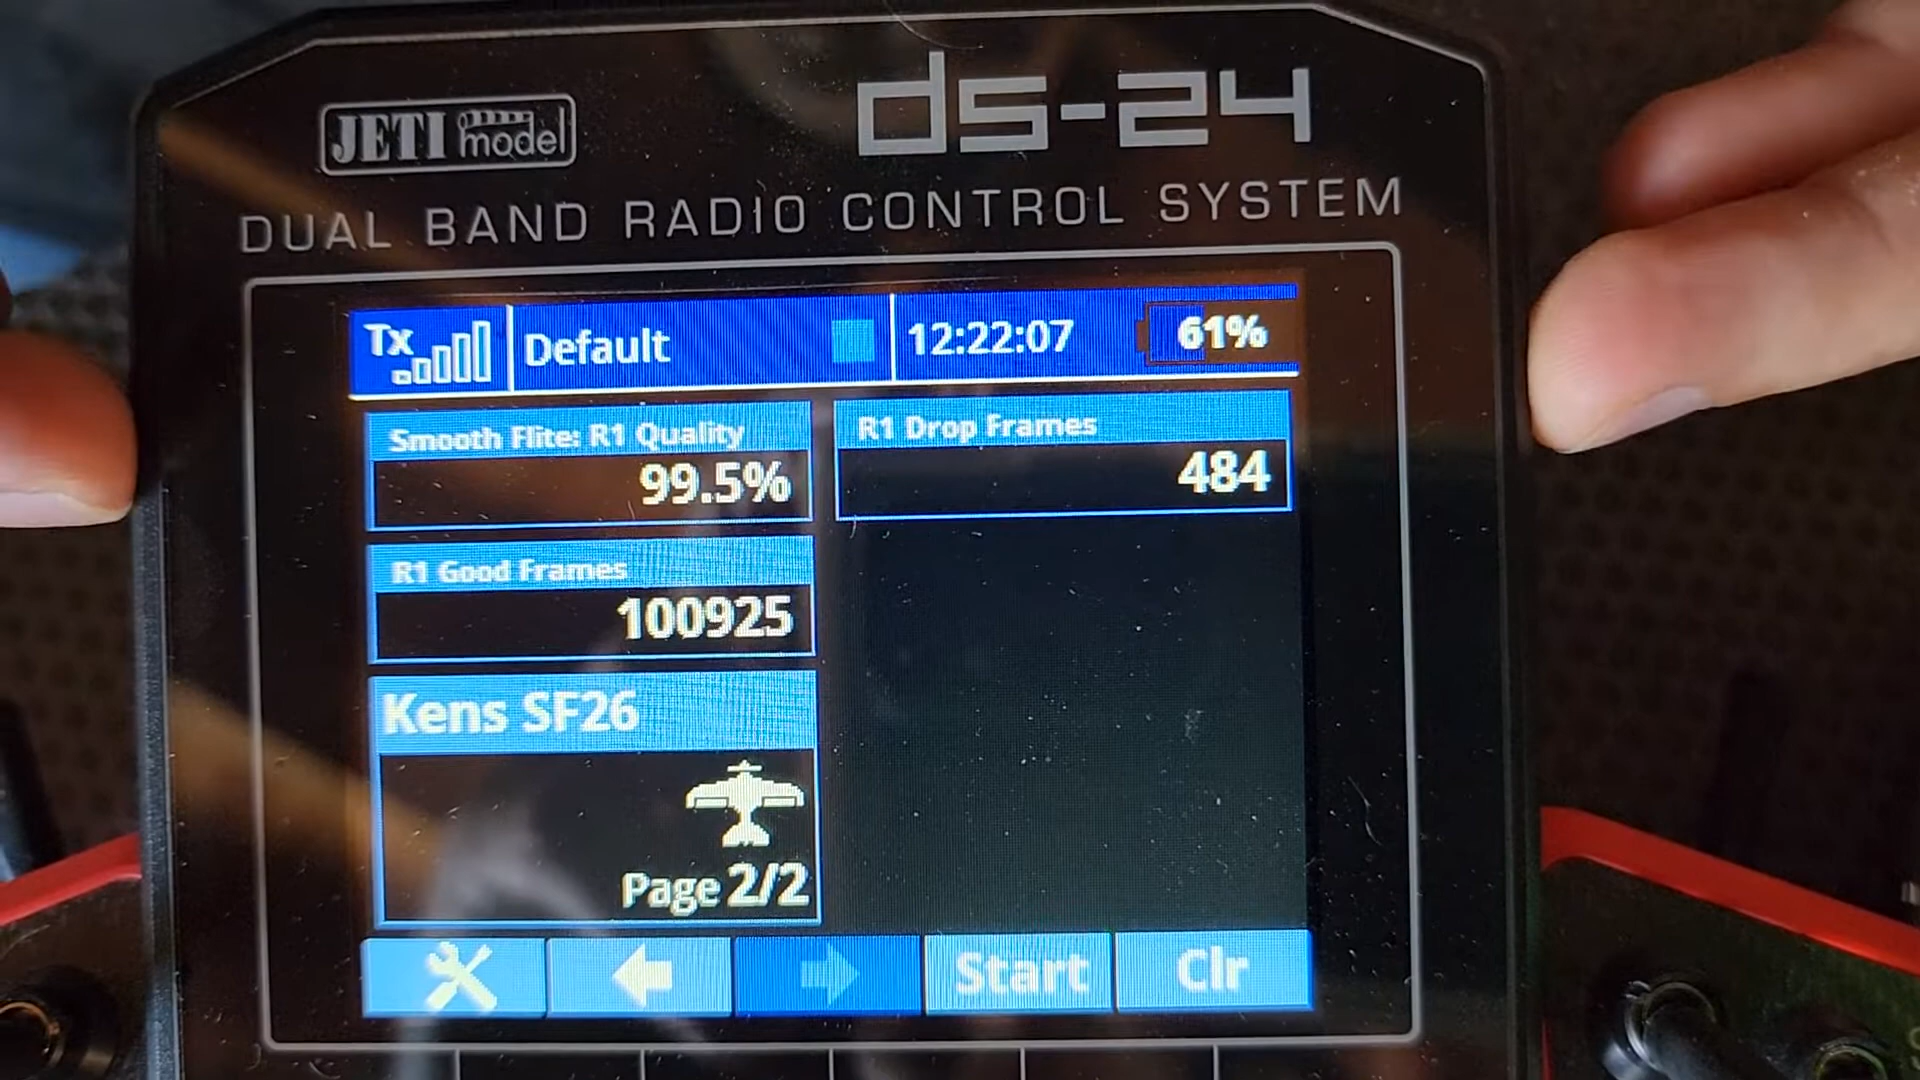 JETI model
ds-24
DUAL BAND RADIO CONTROL SYSTEM
Tx
Default
12:22:07
61%
Smooth Flite: R1 Quality
99.5%
R1 Drop Frames
484
R1 Good Frames
100925
Kens SF26
Page 2/2
Start
Clr